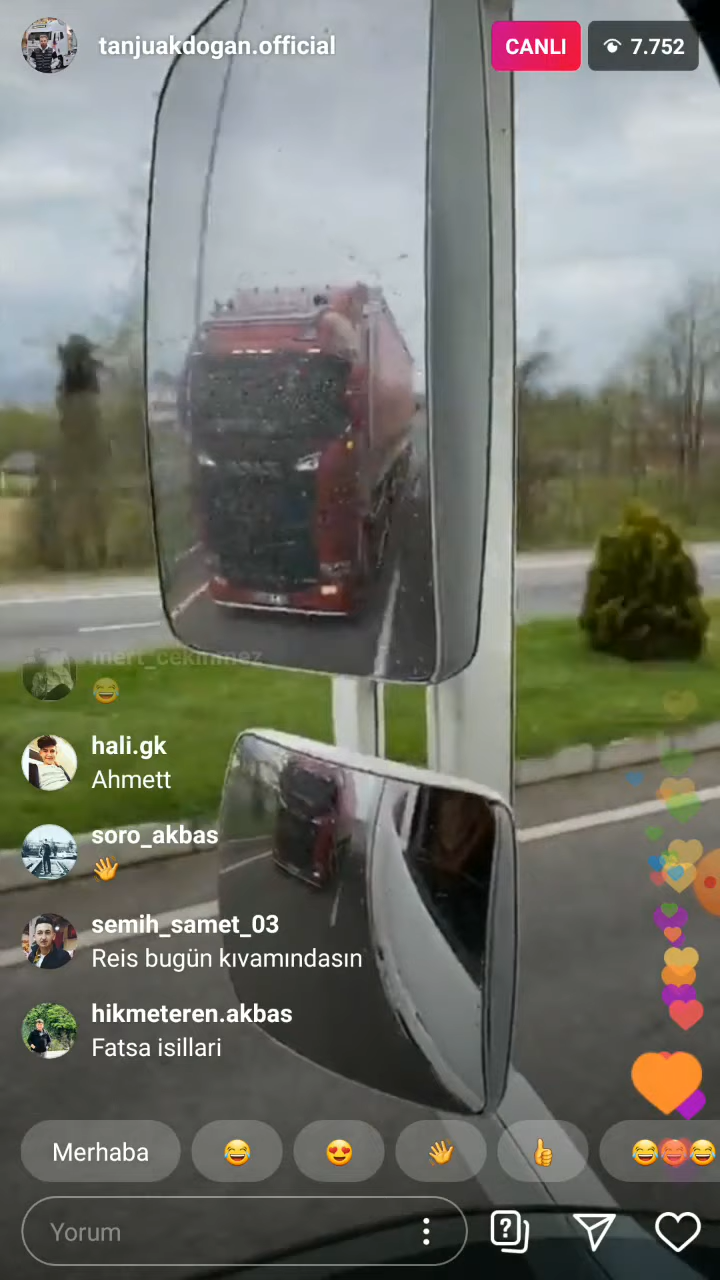 tanjuakdogan.official
CANLI
7.752
mert_cekinmez
hali.gk
Ahmett
soro_akbas
semih_samet_03
Reis bugün kıvamındasın
hikmeteren.akbas
Fatsa isillari
Merhaba
Yorum